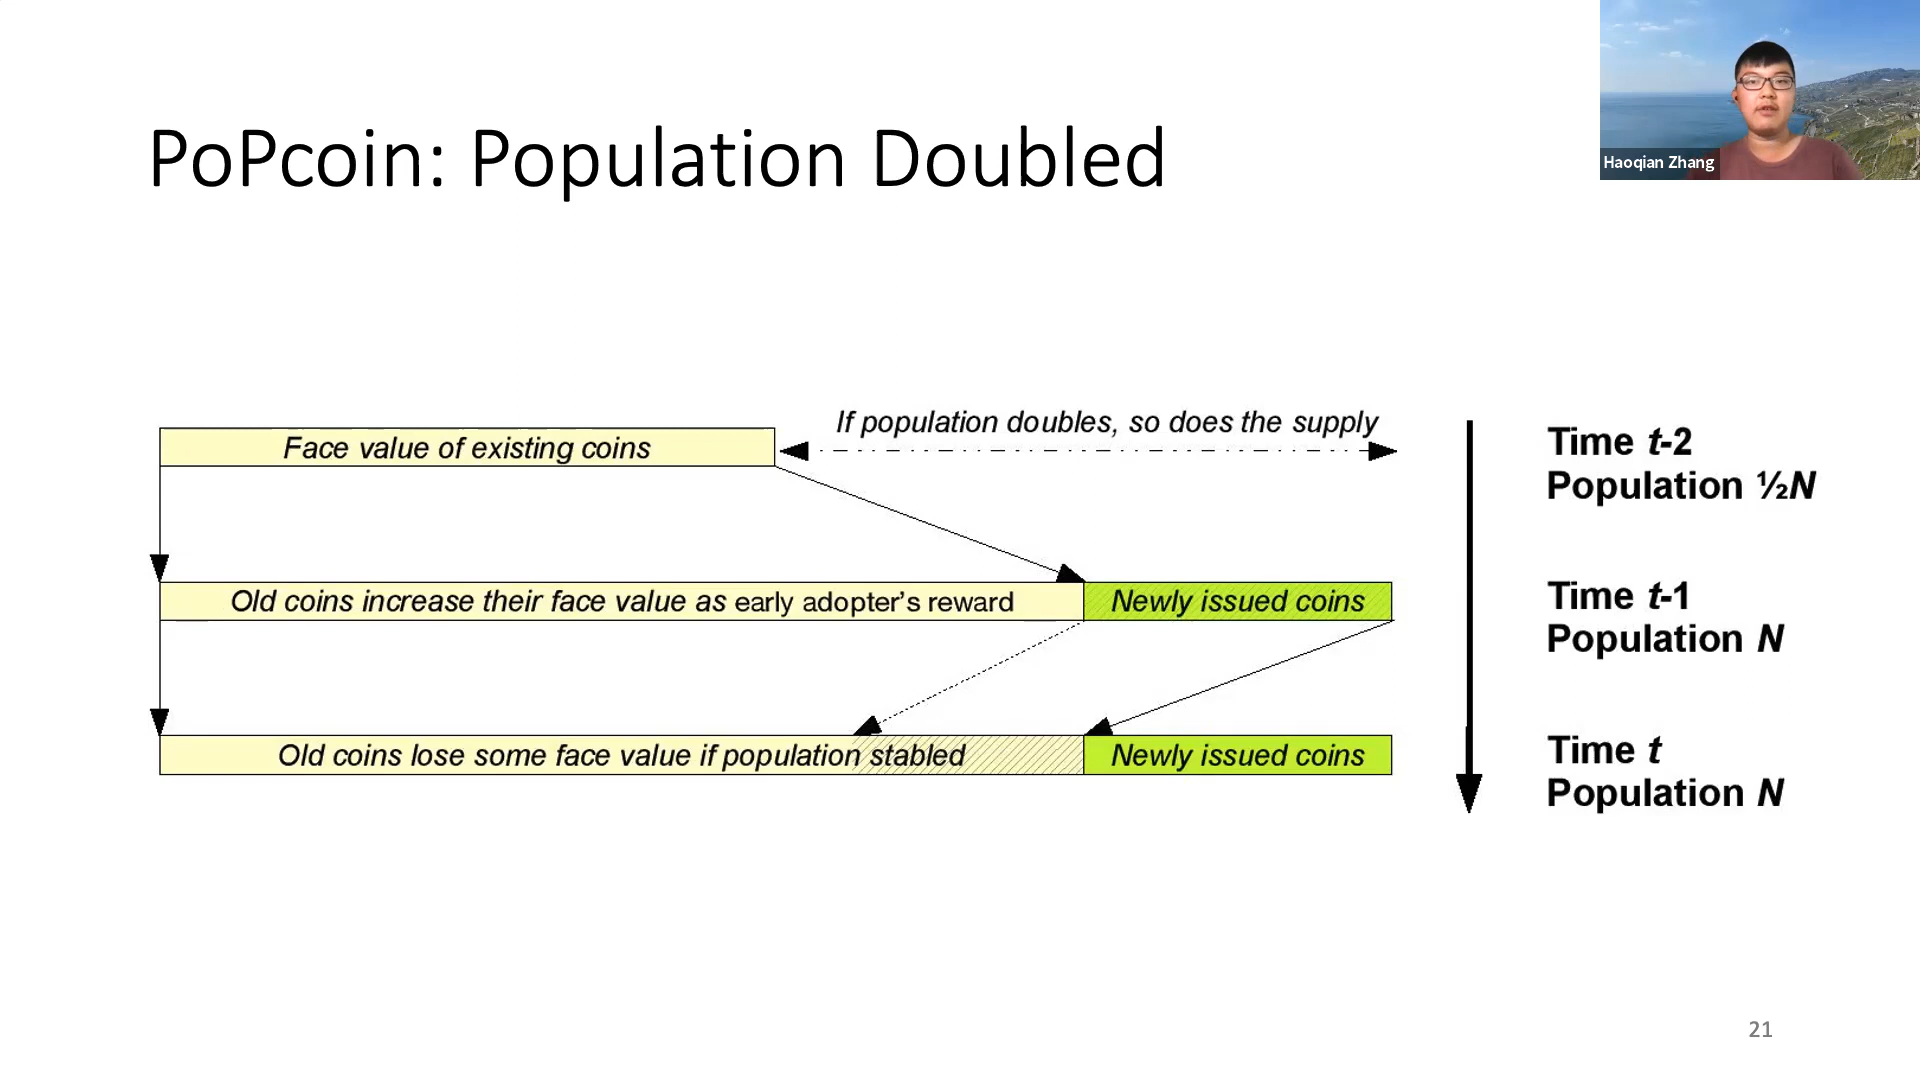 PoPcoin: Population Doubled
Haoqian Zhang
If population doubles, so does the supply
Face value of existing coins
Time t-2
Population ½N
Old coins increase their face value as early adopter’s reward
Newly issued coins
Time t-1
Population N
Old coins lose some face value if population stabled
Newly issued coins
Time t
Population N
21